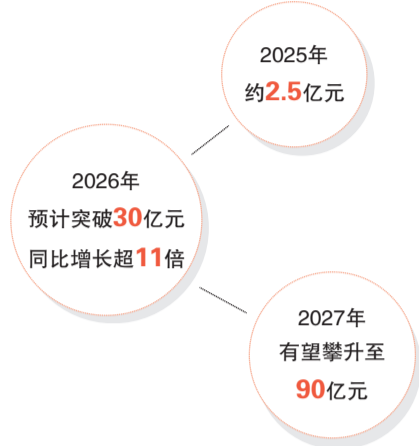 2025年
约2.5亿元
2026年
预计突破30亿元
同比增长超11倍
2027年
有望攀升至
90亿元